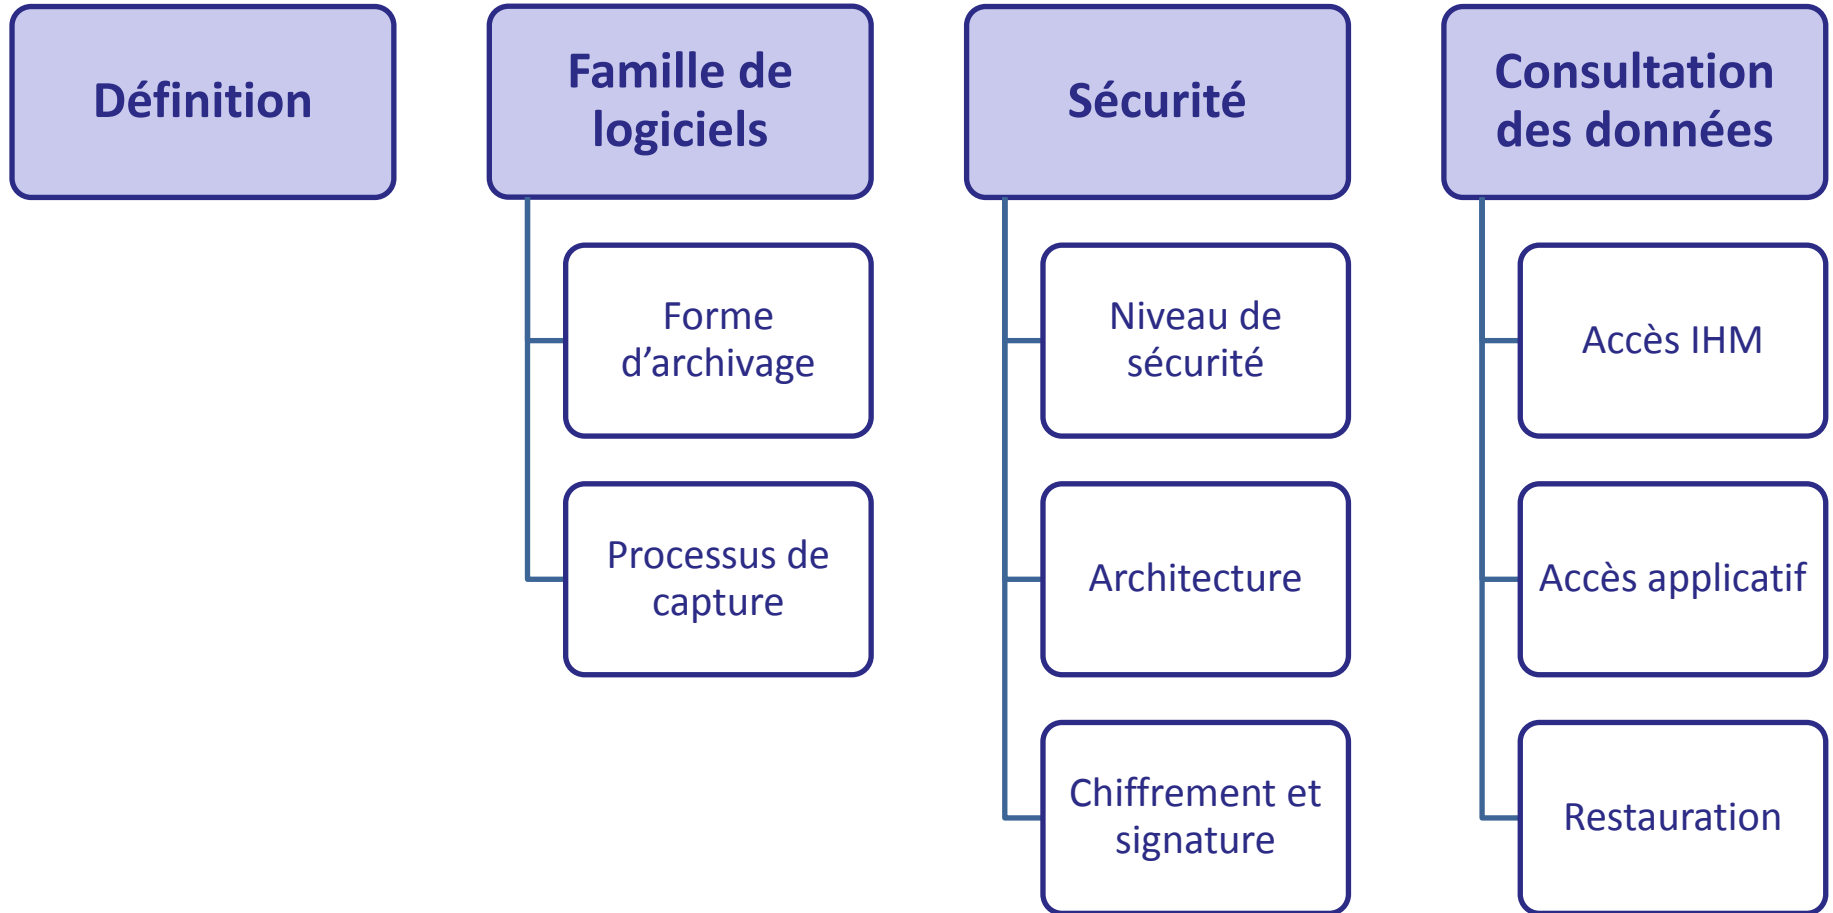 Définition
Famille de
logiciels
Forme
d’archivage
Processus de
capture
Sécurité
Niveau de
sécurité
Architecture
Chiffrement et
signature
Consultation
des données
Accès IHM
Accès applicatif
Restauration